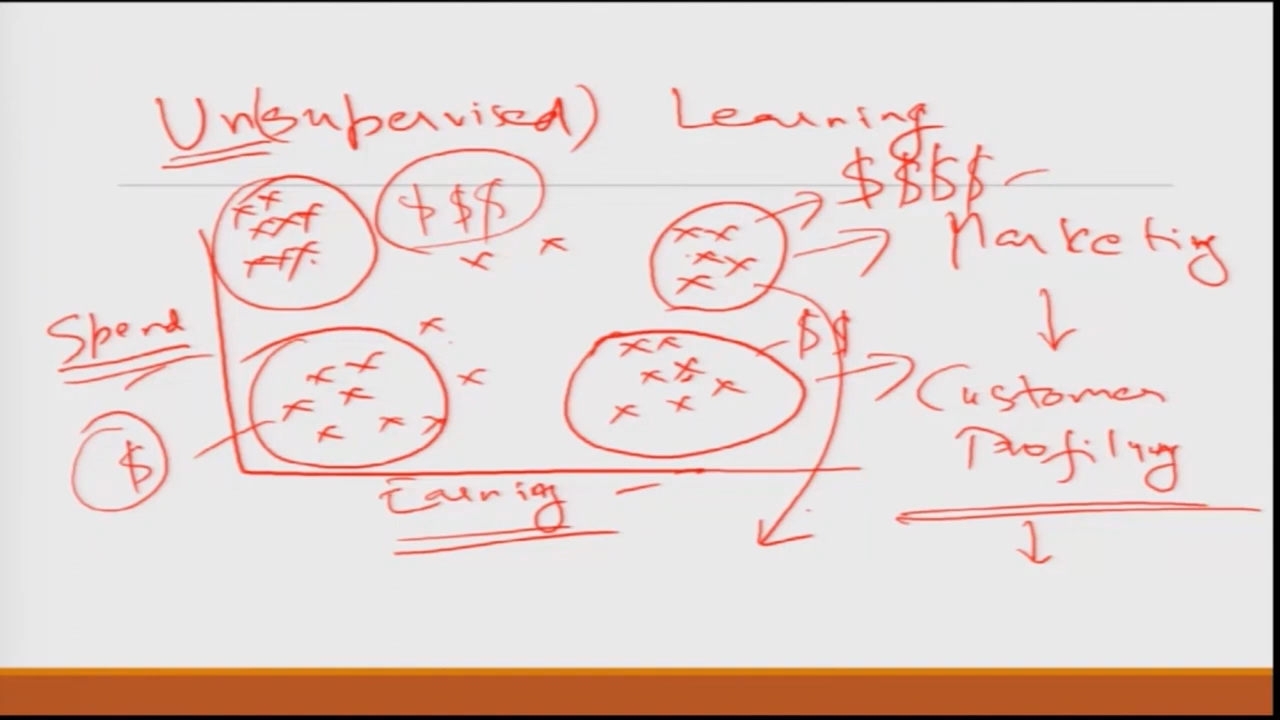 Un(supervised) Learning
$$$$
$$$
Marketing
Spend
$$
Customer
Profiling
$
Earning